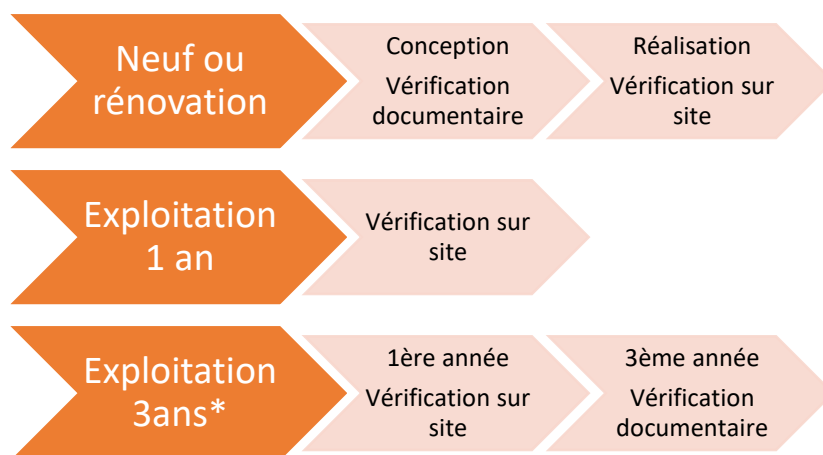 Neuf ou
rénovation
Conception
Vérification
documentaire
Réalisation
Vérification sur
site
Exploitation
1 an
Vérification sur
site
Exploitation
3ans*
1ère année
Vérification sur
site
3ème année
Vérification
documentaire